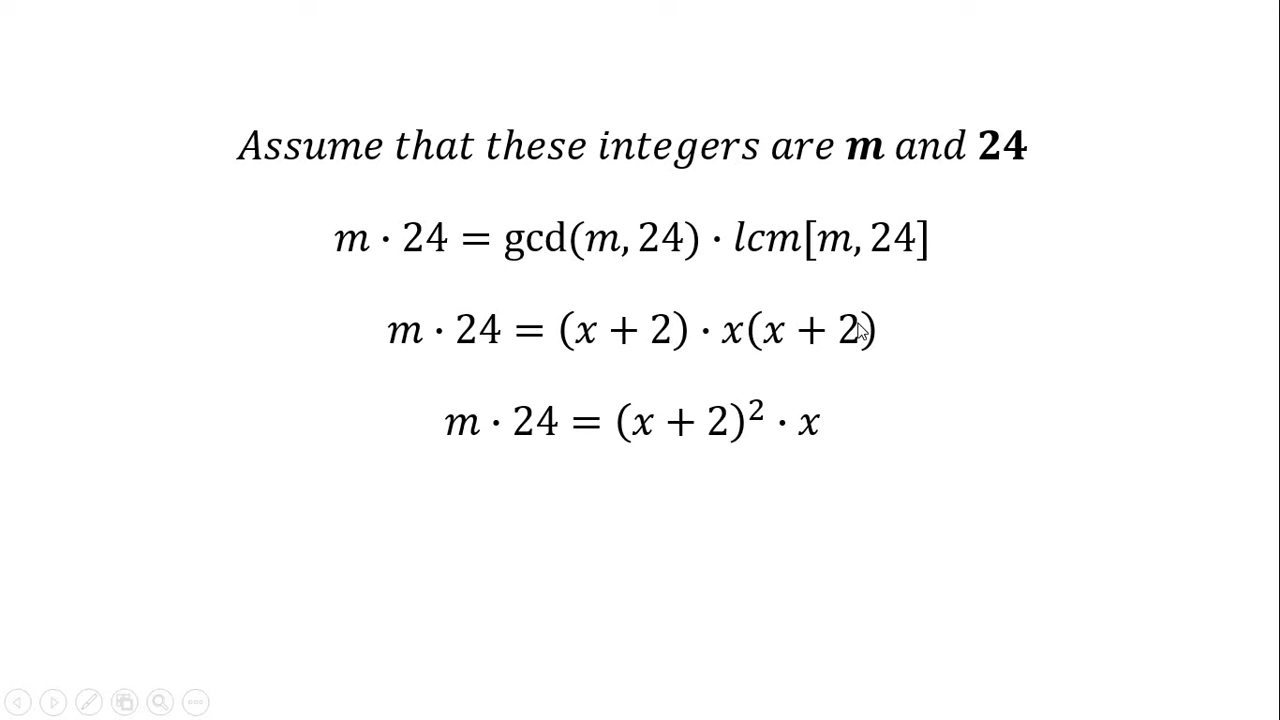 Assume that these integers are m and 24
m · 24 = gcd(m, 24) · lcm[m, 24]
m · 24 = (x + 2) · x(x + 2)
m · 24 = (x + 2)² · x